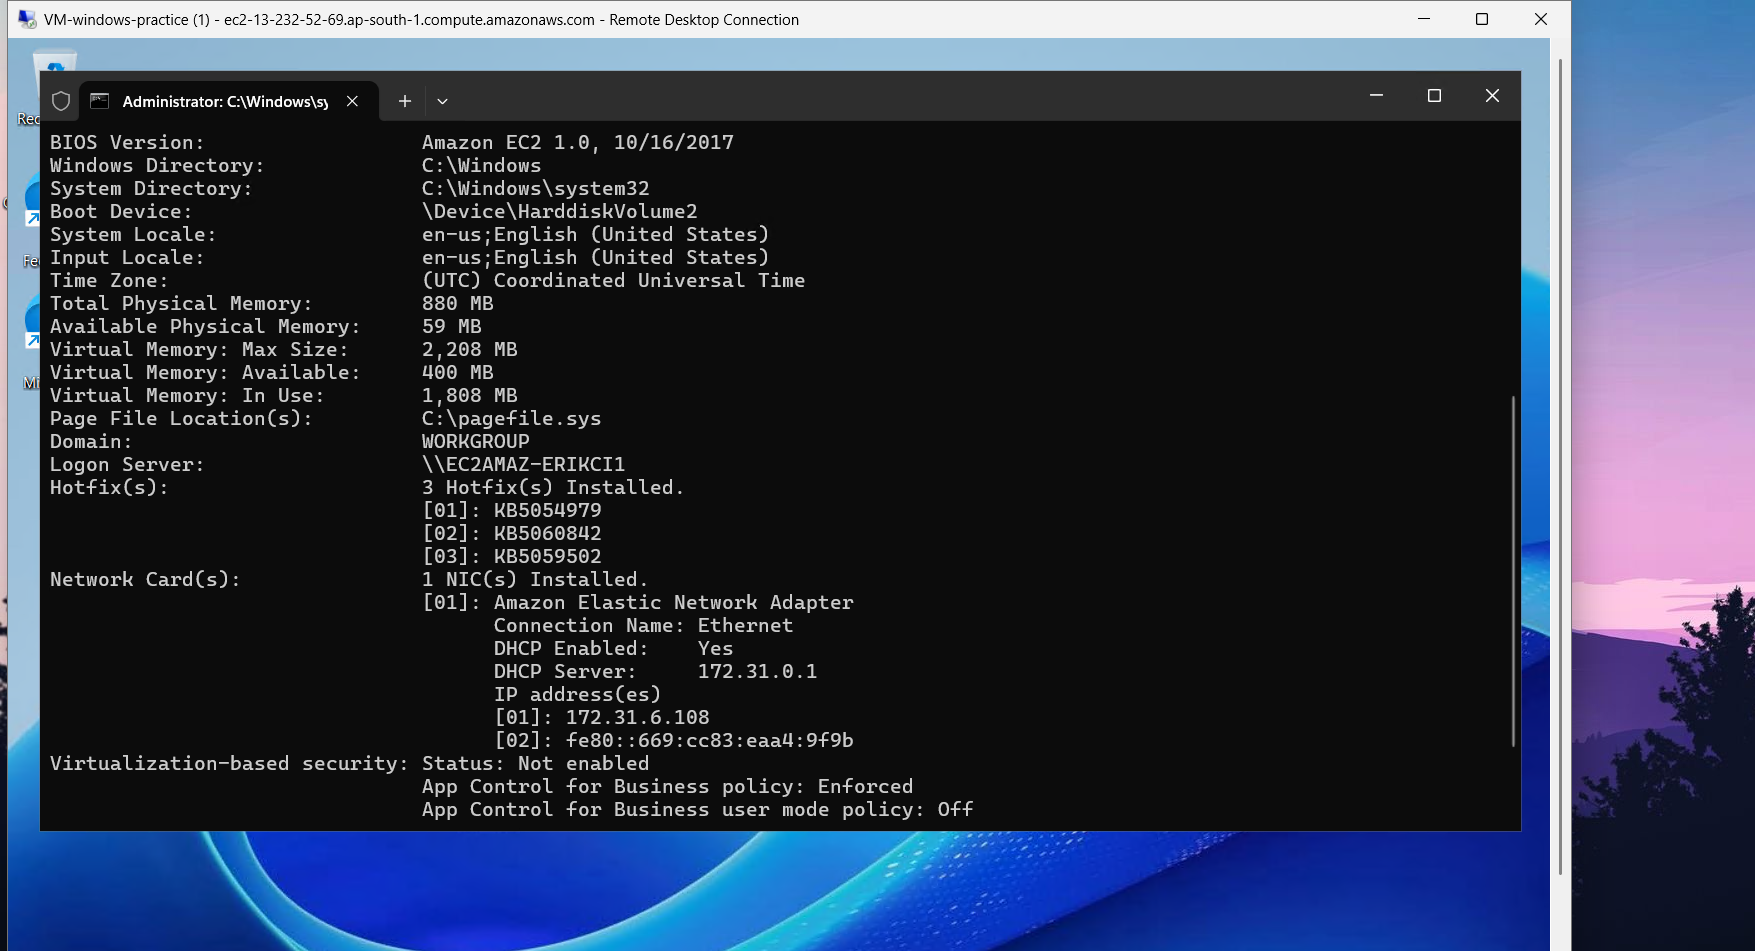 VM-windows-practice (1) - ec2-13-232-52-69.ap-south-1.compute.amazonaws.com - Remote Desktop Connection
Administrator: C:\Windows\sy
BIOS Version: Amazon EC2 1.0, 10/16/2017
Windows Directory: C:\Windows
System Directory: C:\Windows\system32
Boot Device: \Device\HarddiskVolume2
System Locale: en-us;English (United States)
Input Locale: en-us;English (United States)
Time Zone: (UTC) Coordinated Universal Time
Total Physical Memory: 880 MB
Available Physical Memory: 59 MB
Virtual Memory: Max Size: 2,208 MB
Virtual Memory: Available: 400 MB
Virtual Memory: In Use: 1,808 MB
Page File Location(s): C:\pagefile.sys
Domain: WORKGROUP
Logon Server: \\EC2AMAZ-ERIKCI1
Hotfix(s): 3 Hotfix(s) Installed.
[01]: KB5054979
[02]: KB5060842
[03]: KB5059502
Network Card(s): 1 NIC(s) Installed.
[01]: Amazon Elastic Network Adapter
Connection Name: Ethernet
DHCP Enabled: Yes
DHCP Server: 172.31.0.1
IP address(es)
[01]: 172.31.6.108
[02]: fe80::669:cc83:eaa4:9f9b
Virtualization-based security: Status: Not enabled
App Control for Business policy: Enforced
App Control for Business user mode policy: Off